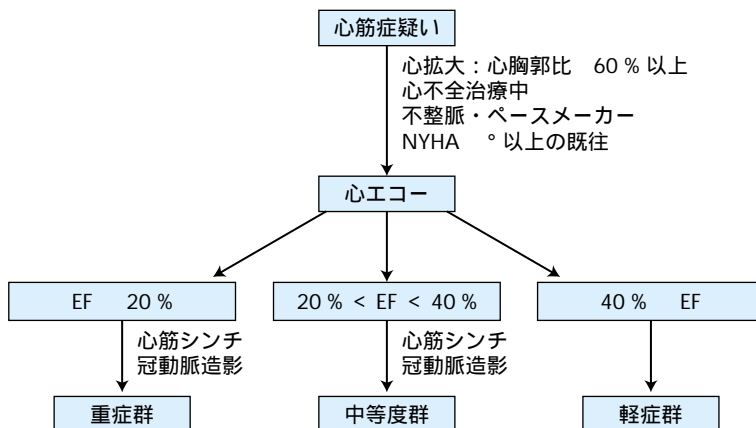 心筋症疑い
心拡大：心胸郭比 60 % 以上
心不全治療中
不整脈・ペースメーカー
NYHA ° 以上の既往
心エコー
EF 20 %
20 % < EF < 40 %
40 % EF
心筋シンチ
冠動脈造影
心筋シンチ
冠動脈造影
重症群
中等度群
軽症群